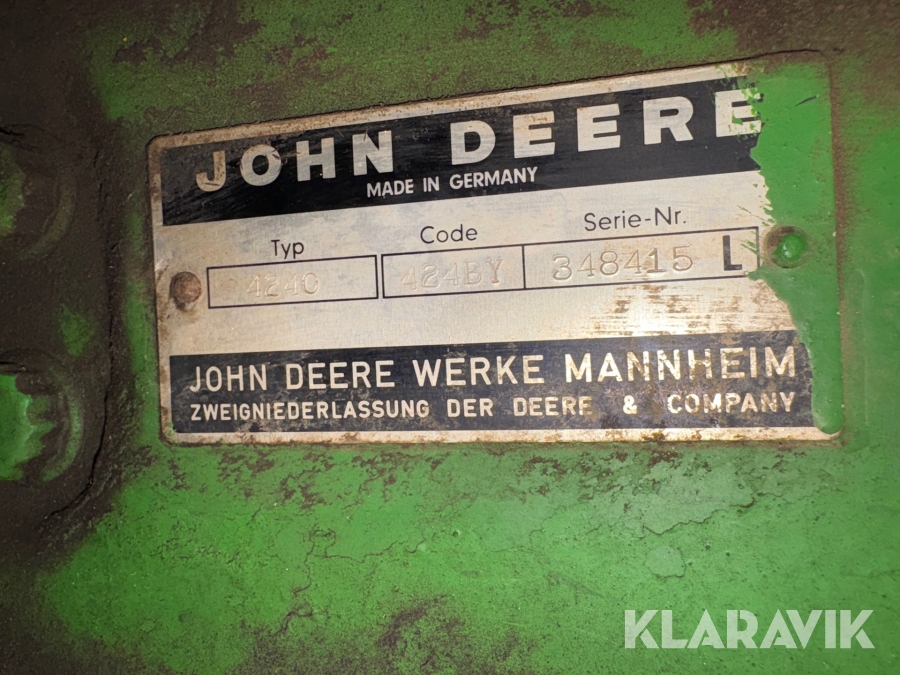 JOHN DEERE
MADE IN GERMANY
Typ Code Serie-Nr.
4240 424BY 348415 L
JOHN DEERE WERKE MANNHEIM
ZWEIGNIEDERLASSUNG DER DEERE & COMPANY
KLARAVIK